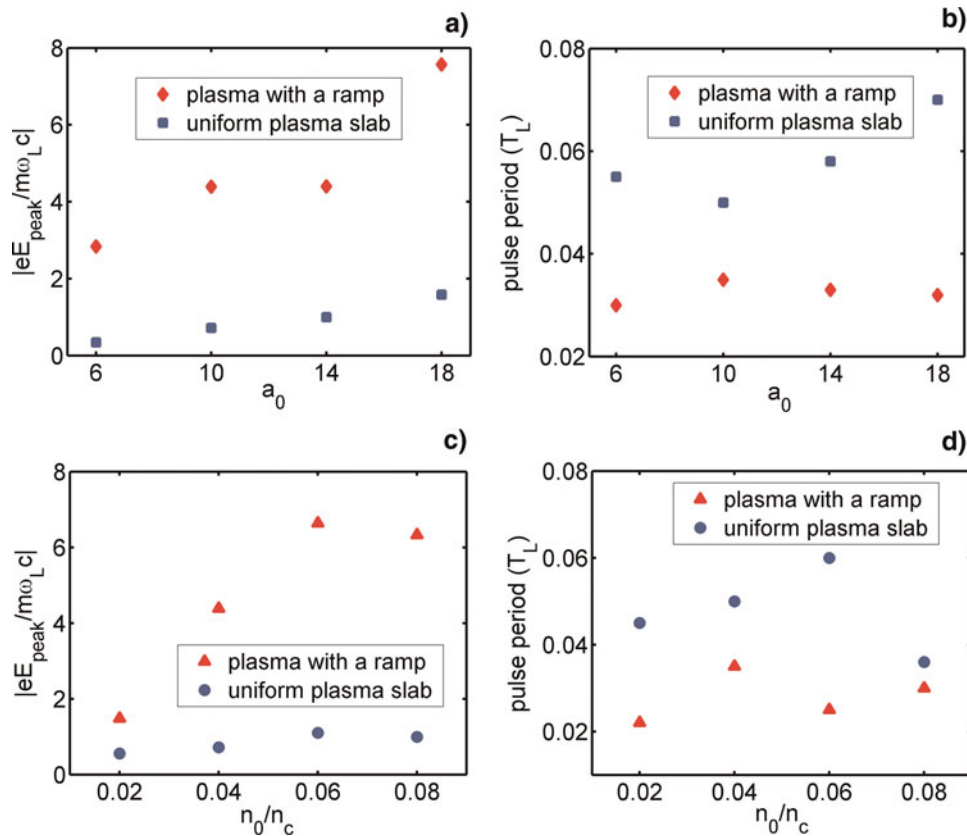 a)
8
6
4
2
0
|eE_peak/mω_L c|
plasma with a ramp
uniform plasma slab
6 10 14 18
a_0
b)
0.08
0.06
0.04
0.02
pulse period (T_L)
plasma with a ramp
uniform plasma slab
6 10 14 18
a_0
c)
8
6
4
2
0
|eE_peak/mω_L c|
plasma with a ramp
uniform plasma slab
0.02 0.04 0.06 0.08
n_0/n_c
d)
0.08
0.06
0.04
0.02
pulse period (T_L)
plasma with a ramp
uniform plasma slab
0.02 0.04 0.06 0.08
n_0/n_c